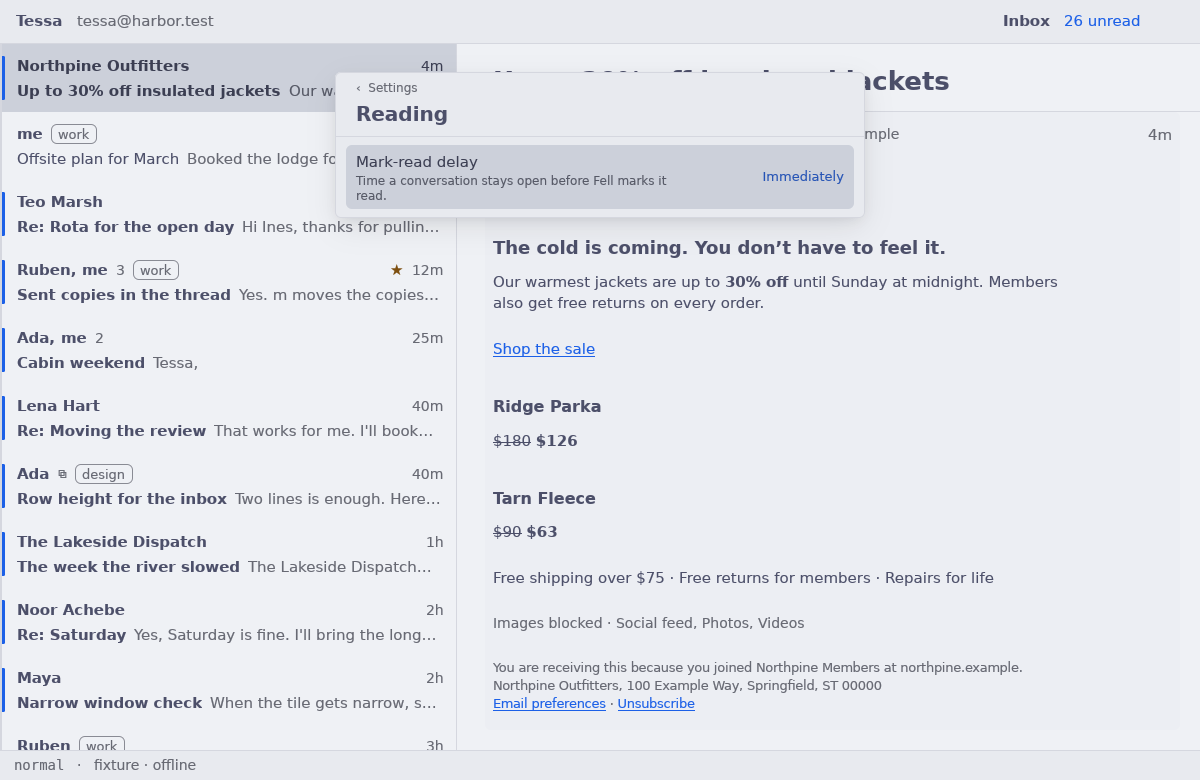 Tessa tessa@harbor.test
Inbox 26 unread
Northpine Outfitters 4m
Up to 30% off insulated jackets Our
me work
Offsite plan for March Booked the lodge
Teo Marsh
Re: Rota for the open day Hi Ines, thanks for pullin…
Ruben, me 3 work ★ 12m
Sent copies in the thread Yes. m moves the copies…
Ada, me 2 25m
Cabin weekend Tessa,
Lena Hart 40m
Re: Moving the review That works for me. I'll book…
Ada ⧉ design 40m
Row height for the inbox Two lines is enough. Here…
The Lakeside Dispatch 1h
The week the river slowed The Lakeside Dispatch…
Noor Achebe 2h
Re: Saturday Yes, Saturday is fine. I'll bring the long…
Maya 2h
Narrow window check When the tile gets narrow, s…
Ruben work 3h
‹ Settings
Reading
Mark-read delay
Time a conversation stays open before Fell marks it
read.
Immediately
jackets
4m
The cold is coming. You don’t have to feel it.
Our warmest jackets are up to 30% off until Sunday at midnight. Members
also get free returns on every order.
Shop the sale
Ridge Parka
$180 $126
Tarn Fleece
$90 $63
Free shipping over $75 · Free returns for members · Repairs for life
Images blocked · Social feed, Photos, Videos
You are receiving this because you joined Northpine Members at northpine.example.
Northpine Outfitters, 100 Example Way, Springfield, ST 00000
Email preferences · Unsubscribe
normal · fixture · offline